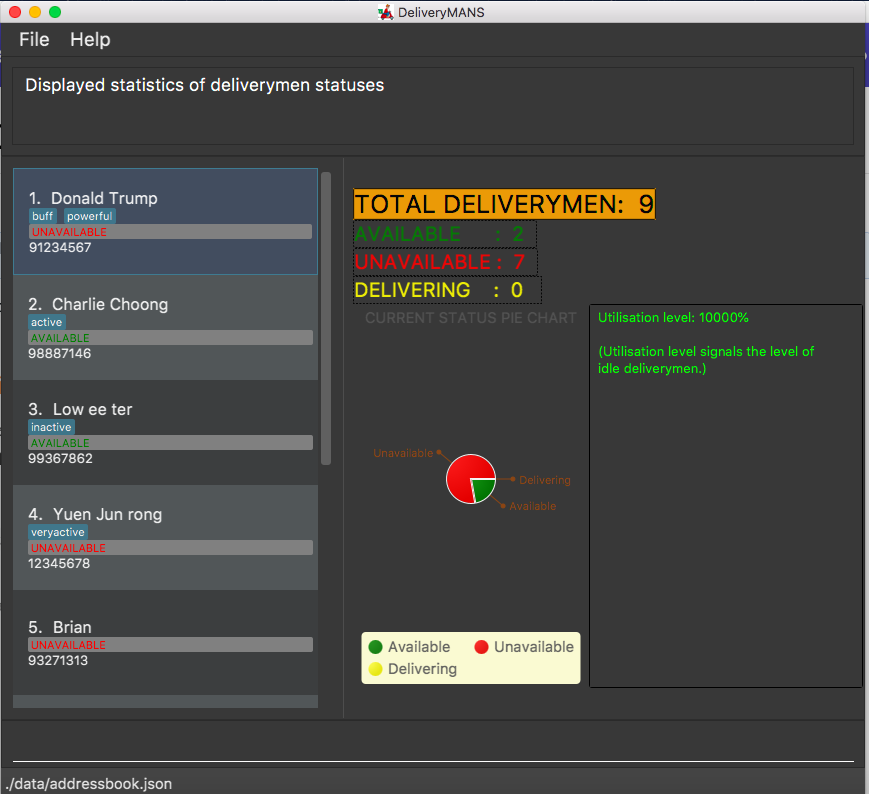 DeliveryMANS
File Help
Displayed statistics of deliverymen statuses
1. Donald Trump
buff powerful
UNAVAILABLE
91234567
2. Charlie Choong
active
AVAILABLE
98887146
3. Low ee ter
inactive
AVAILABLE
99367862
4. Yuen Jun rong
veryactive
UNAVAILABLE
12345678
5. Brian
UNAVAILABLE
93271313
TOTAL DELIVERYMEN: 9
AVAILABLE : 2
UNAVAILABLE : 7
DELIVERING : 0
CURRENT STATUS PIE CHART
Unavailable
Delivering
Available
Available Unavailable
Delivering
Utilisation level: 10000%
(Utilisation level signals the level of
idle deliverymen.)
./data/addressbook.json